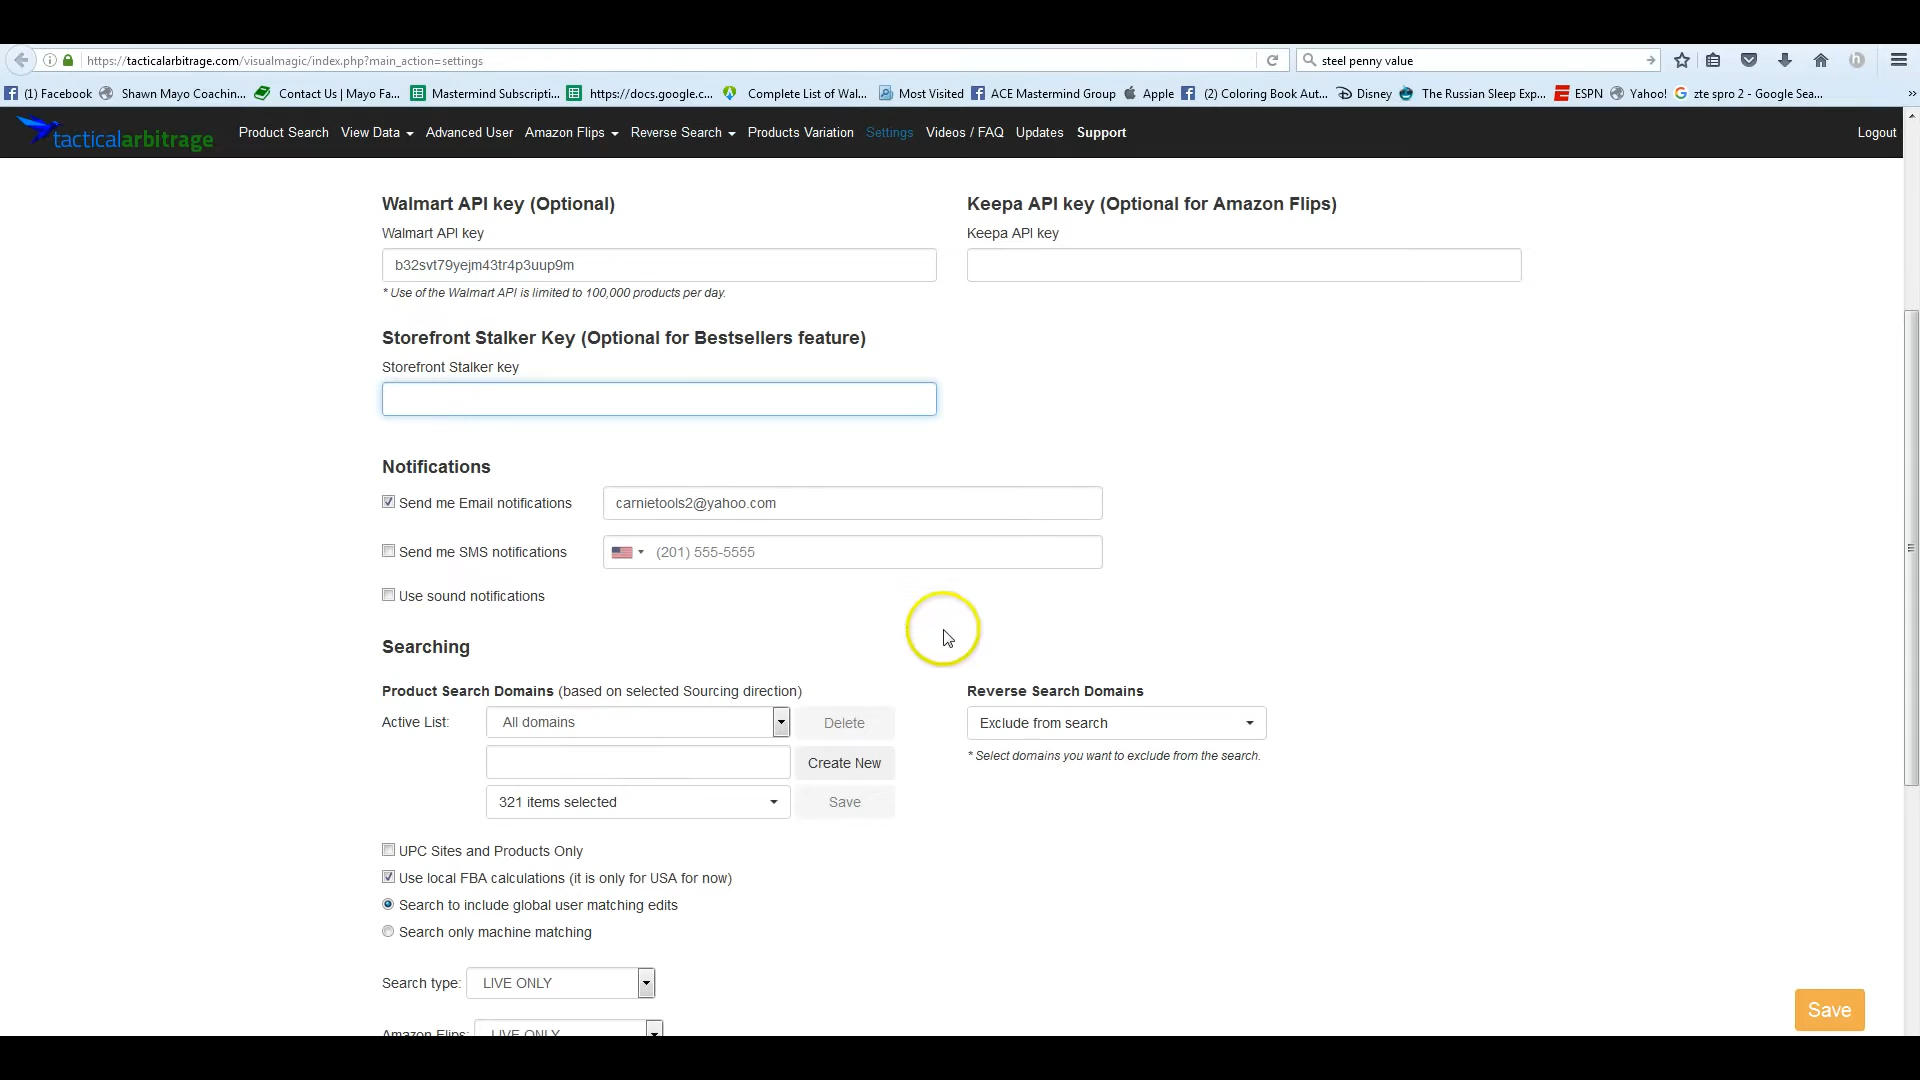 https://tacticalarbitrage.com/visualmagic/index.php?main_action=settings
steel penny value
(1) Facebook Shawn Mayo Coachin... Contact Us | Mayo Fa... Mastermind Subscripti... https://docs.google.c... Complete List of Wal... Most Visited ACE Mastermind Group Apple (2) Coloring Book Aut... Disney The Russian Sleep Exp... ESPN Yahoo! zte spro 2 - Google Sea... »
tacticalarbitrage Product Search View Data Advanced User Amazon Flips Reverse Search Products Variation Settings Videos / FAQ Updates Support Logout
Walmart API key (Optional)
Walmart API key
b32svt79yejm43tr4p3uup9m
* Use of the Walmart API is limited to 100,000 products per day.
Keepa API key (Optional for Amazon Flips)
Keepa API key
Storefront Stalker Key (Optional for Bestsellers feature)
Storefront Stalker key
Notifications
Send me Email notifications carnietools2@yahoo.com
Send me SMS notifications (201) 555-5555
Use sound notifications
Searching
Product Search Domains (based on selected Sourcing direction)
Active List: All domains Delete
Create New
321 items selected Save
Reverse Search Domains
Exclude from search
* Select domains you want to exclude from the search.
UPC Sites and Products Only
Use local FBA calculations (it is only for USA for now)
Search to include global user matching edits
Search only machine matching
Search type: LIVE ONLY
Amazon Flips: LIVE ONLY
Save